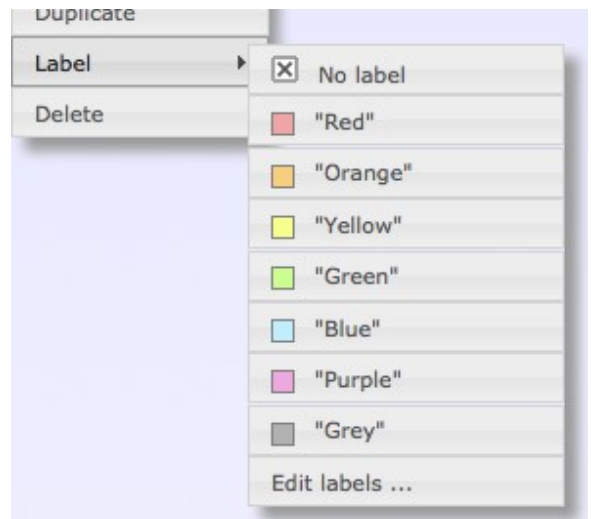 Duplicate
Label
No label
"Red"
Delete
"Orange"
"Yellow"
"Green"
"Blue"
"Purple"
"Grey"
Edit labels ...